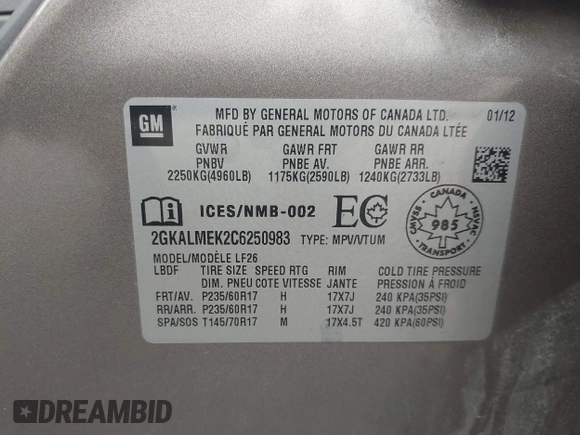 GM
MFD BY GENERAL MOTORS OF CANADA LTD. 01/12
FABRIQUÉ PAR GENERAL MOTORS DU CANADA LTÉE
GVWR GAWR FRT GAWR RR
PNBV PNBE AV. PNBE ARR.
2250KG(4960LB) 1175KG(2590LB) 1240KG(2733LB)
ICES/NMB-002 EC
CANADA
CMVSS 985 NSVAC
TRANSPORT
2GKALMEK2C6250983 TYPE: MPV/VTUM
MODEL/MODÈLE LF26
LBDF TIRE SIZE SPEED RTG RIM COLD TIRE PRESSURE
DIM. PNEU COTE VITESSE JANTE PRESSION À FROID
FRT/AV. P235/60R17 H 17X7J 240 KPA(35PSI)
RR/ARR. P235/60R17 H 17X7J 240 KPA(35PSI)
SPA/SOS T145/70R17 M 17X4.5T 420 KPA(60PSI)
DREAMBID